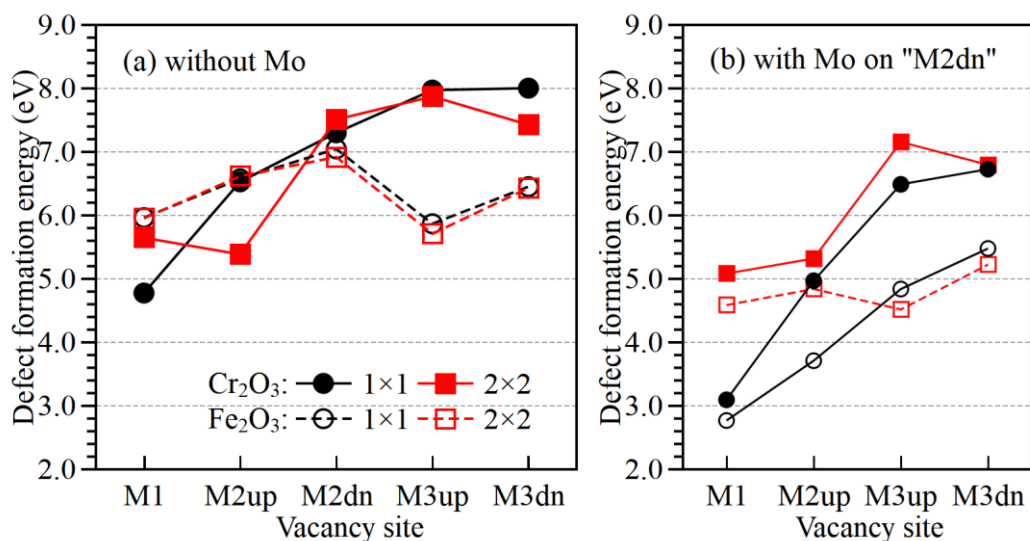 (a) without Mo
Defect formation energy (eV)
9.0
8.0
7.0
6.0
5.0
4.0
3.0
2.0
Cr₂O₃: 1×1 2×2
Fe₂O₃: 1×1 2×2
M1 M2up M2dn M3up M3dn
Vacancy site
(b) with Mo on "M2dn"
Defect formation energy (eV)
9.0
8.0
7.0
6.0
5.0
4.0
3.0
2.0
M1 M2up M3up M3dn
Vacancy site